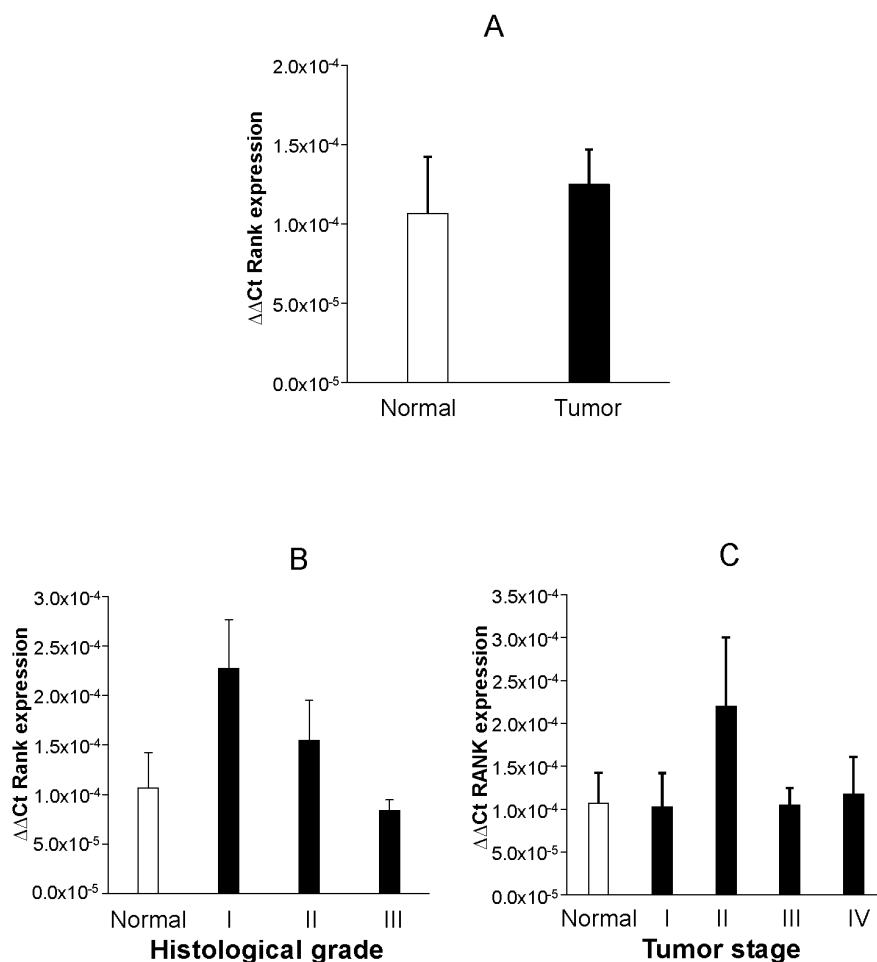 A
ΔΔCt Rank expression
2.0x10⁻⁴
1.5x10⁻⁴
1.0x10⁻⁴
5.0x10⁻⁵
0.0x10⁻⁵
Normal Tumor
B
ΔΔCt Rank expression
3.0x10⁻⁴
2.5x10⁻⁴
2.0x10⁻⁴
1.5x10⁻⁴
1.0x10⁻⁴
5.0x10⁻⁵
0.0x10⁻⁵
Normal I II III
Histological grade
C
ΔΔCt RANK expression
3.5x10⁻⁴
3.0x10⁻⁴
2.5x10⁻⁴
2.0x10⁻⁴
1.5x10⁻⁴
1.0x10⁻⁴
5.0x10⁻⁵
0.0x10⁻⁵
Normal I II III IV
Tumor stage